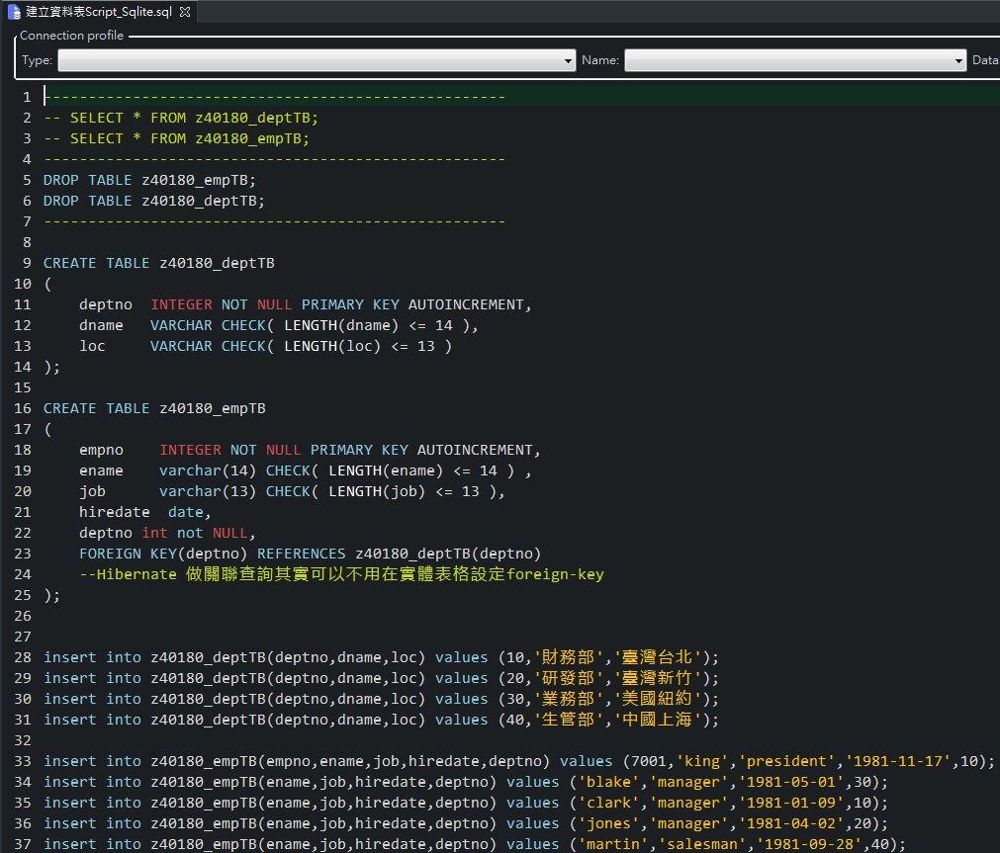 建立資料表Script_Sqlite.sql
Connection profile
Type: Name: Data
1 ----------------------------------------------------
2 -- SELECT * FROM z40180_deptTB;
3 -- SELECT * FROM z40180_empTB;
4 ----------------------------------------------------
5 DROP TABLE z40180_empTB;
6 DROP TABLE z40180_deptTB;
7 ----------------------------------------------------
8
9 CREATE TABLE z40180_deptTB
10 (
11     deptno  INTEGER NOT NULL PRIMARY KEY AUTOINCREMENT,
12     dname   VARCHAR CHECK( LENGTH(dname) <= 14 ),
13     loc     VARCHAR CHECK( LENGTH(loc) <= 13 )
14 );
15
16 CREATE TABLE z40180_empTB
17 (
18     empno    INTEGER NOT NULL PRIMARY KEY AUTOINCREMENT,
19     ename    varchar(14) CHECK( LENGTH(ename) <= 14 ) ,
20     job      varchar(13) CHECK( LENGTH(job) <= 13 ),
21     hiredate  date,
22     deptno int not NULL,
23     FOREIGN KEY(deptno) REFERENCES z40180_deptTB(deptno)
24     --Hibernate 做關聯查詢其實可以不用在實體表格設定foreign-key
25 );
26
27
28 insert into z40180_deptTB(deptno,dname,loc) values (10,'財務部','臺灣台北');
29 insert into z40180_deptTB(deptno,dname,loc) values (20,'研發部','臺灣新竹');
30 insert into z40180_deptTB(deptno,dname,loc) values (30,'業務部','美國紐約');
31 insert into z40180_deptTB(deptno,dname,loc) values (40,'生管部','中國上海');
32
33 insert into z40180_empTB(empno,ename,job,hiredate,deptno) values (7001,'king','president','1981-11-17',10);
34 insert into z40180_empTB(ename,job,hiredate,deptno) values ('blake','manager','1981-05-01',30);
35 insert into z40180_empTB(ename,job,hiredate,deptno) values ('clark','manager','1981-01-09',10);
36 insert into z40180_empTB(ename,job,hiredate,deptno) values ('jones','manager','1981-04-02',20);
37 insert into z40180_empTB(ename,job,hiredate,deptno) values ('martin','salesman','1981-09-28',40);